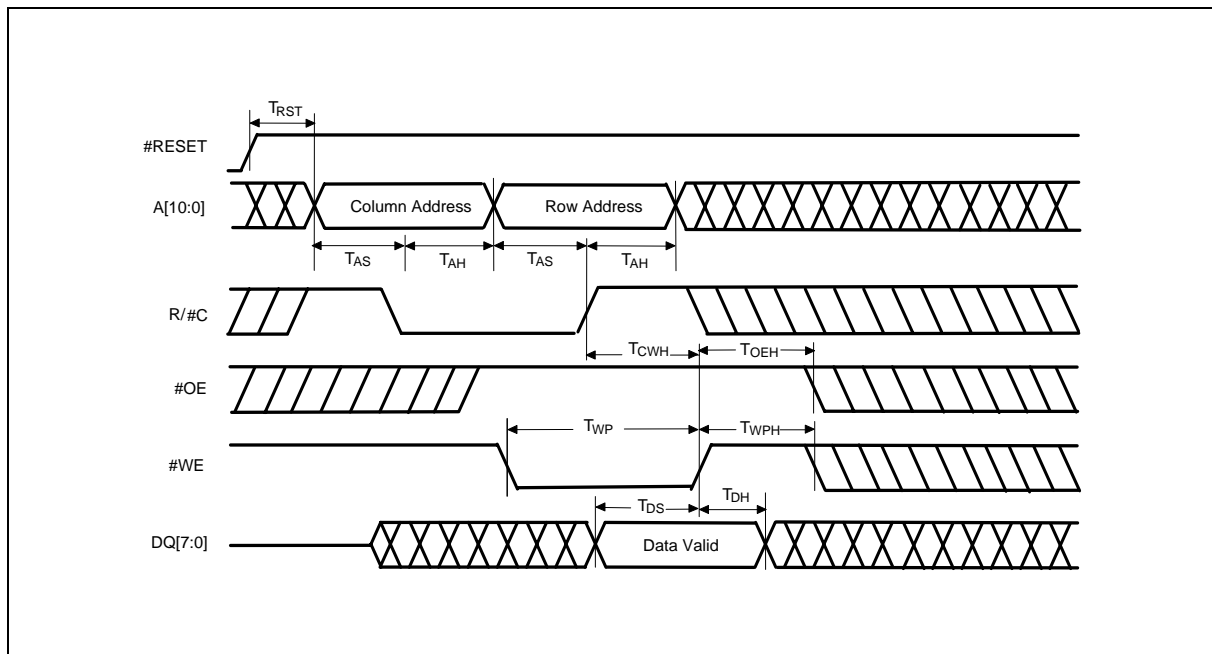 TRST
#RESET
A[10:0]
Column Address
Row Address
TAS
TAH
TAS
TAH
R/#C
TCWH
TOEH
#OE
TWP
TWPH
#WE
TDS
TDH
DQ[7:0]
Data Valid